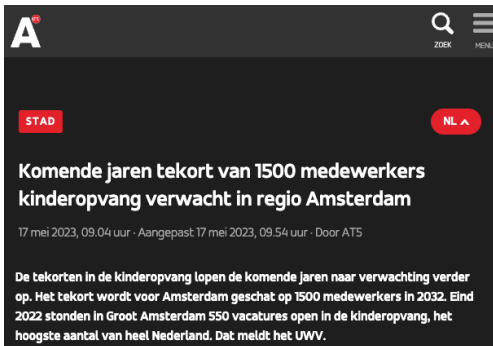 A AT5
ZOEK
MENU
STAD
NL
Komende jaren tekort van 1500 medewerkers
kinderopvang verwacht in regio Amsterdam
17 mei 2023, 09.04 uur · Aangepast 17 mei 2023, 09.54 uur · Door AT5
De tekorten in de kinderopvang lopen de komende jaren naar verwachting verder
op. Het tekort wordt voor Amsterdam geschat op 1500 medewerkers in 2032. Eind
2022 stonden in Groot Amsterdam 550 vacatures open in de kinderopvang, het
hoogste aantal van heel Nederland. Dat meldt het UWV.